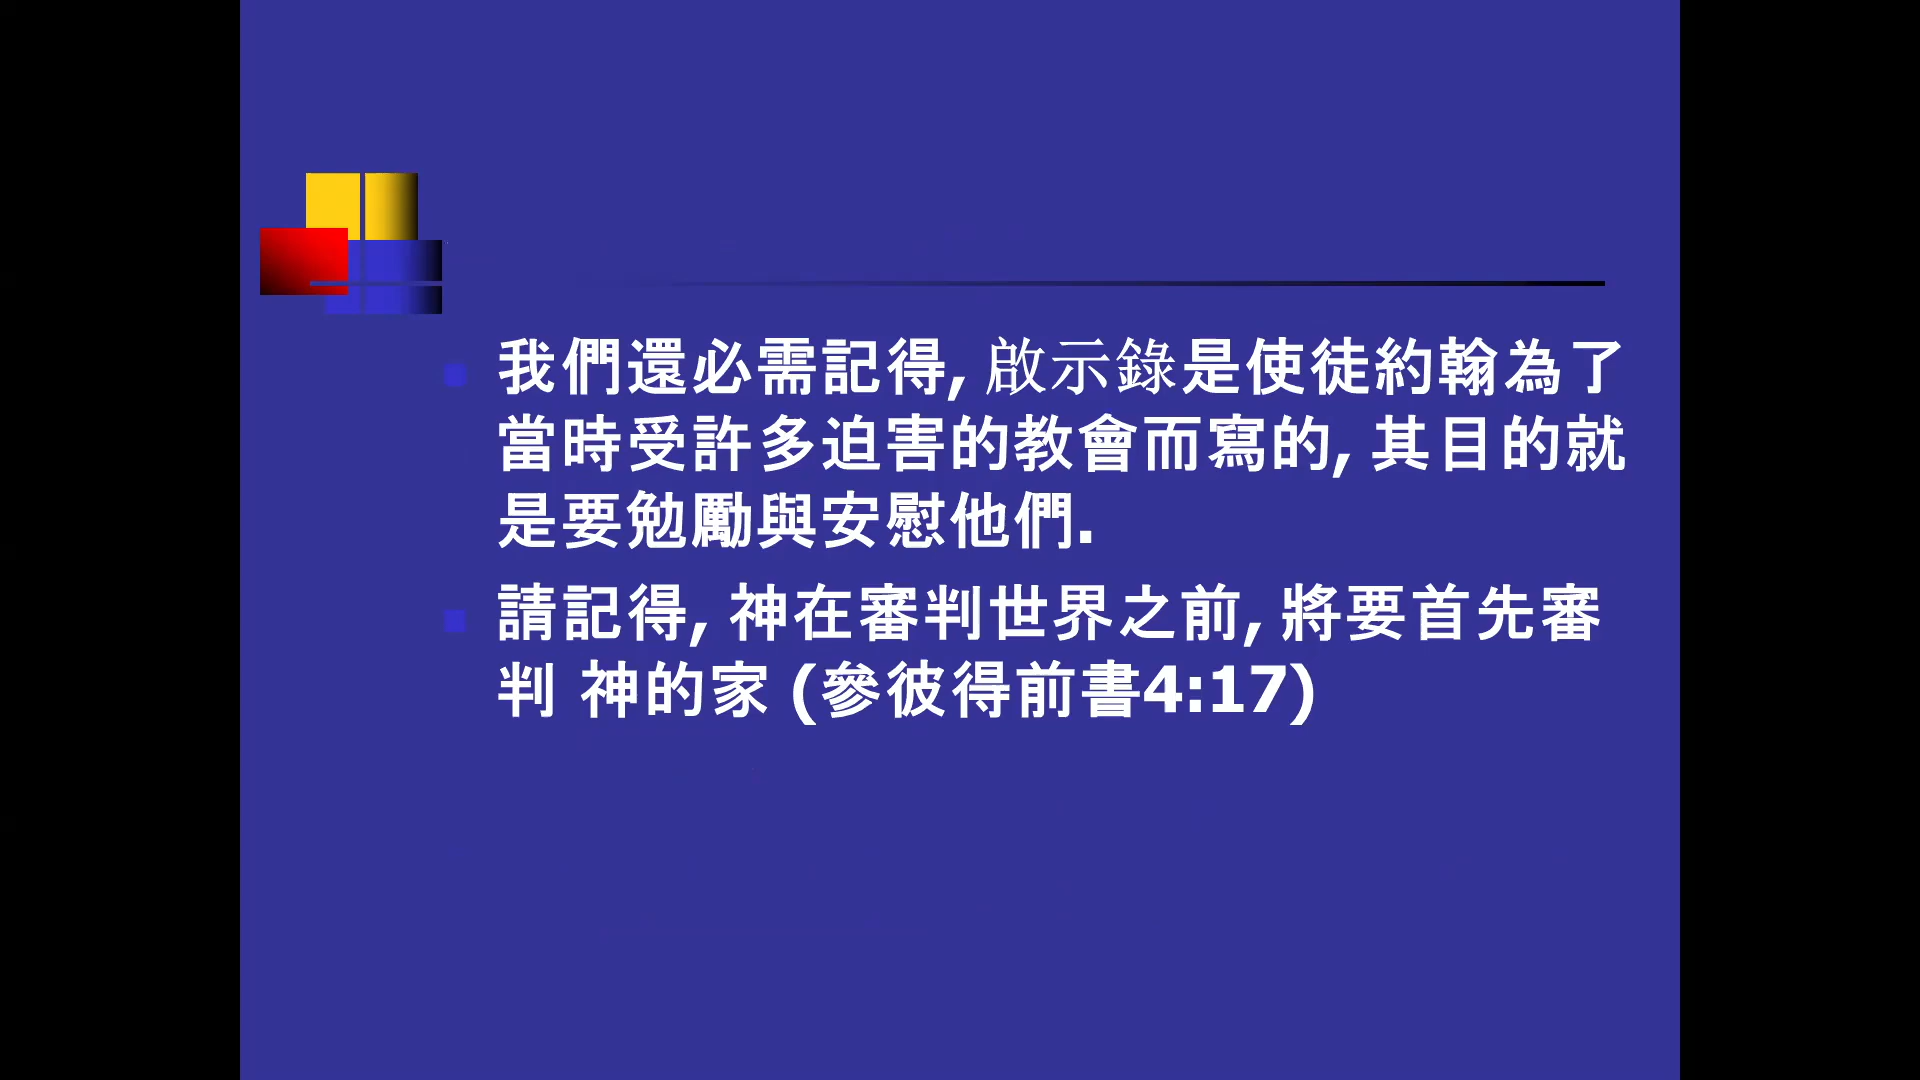 我們還必需記得, 啟示錄是使徒約翰為了
當時受許多迫害的教會而寫的, 其目的就
是要勉勵與安慰他們.
請記得, 神在審判世界之前, 將要首先審
判 神的家 (參彼得前書4:17)